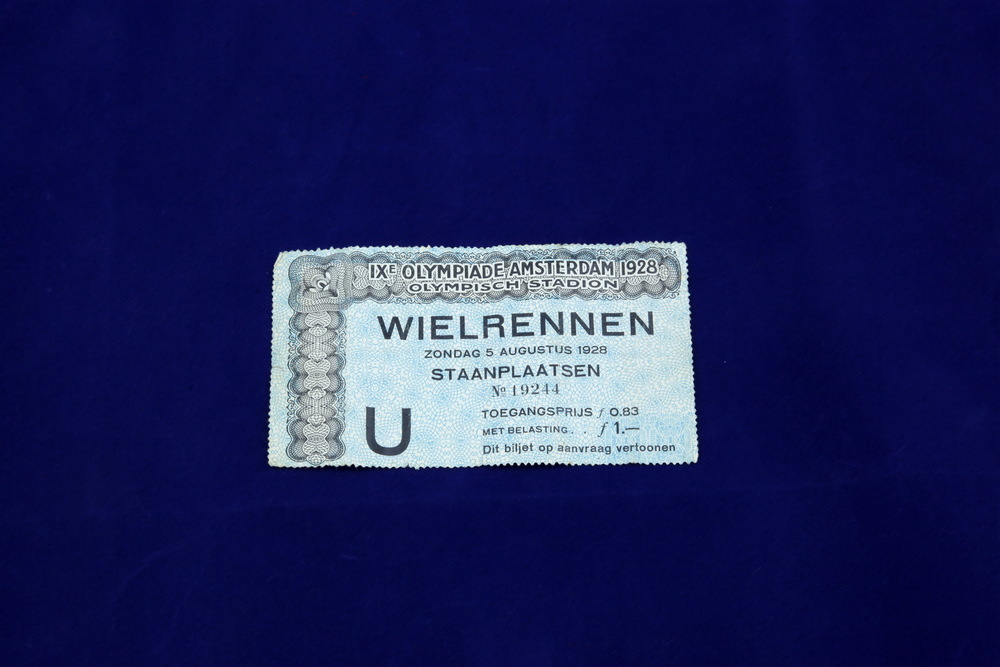 IXE OLYMPIADE AMSTERDAM 1928
OLYMPISCH STADION
WIELRENNEN
ZONDAG 5 AUGUSTUS 1928
STAANPLAATSEN
No 19244
U
TOEGANGSPRIJS f 0.83
MET BELASTING . . f 1.—
Dit biljet op aanvraag vertoonen